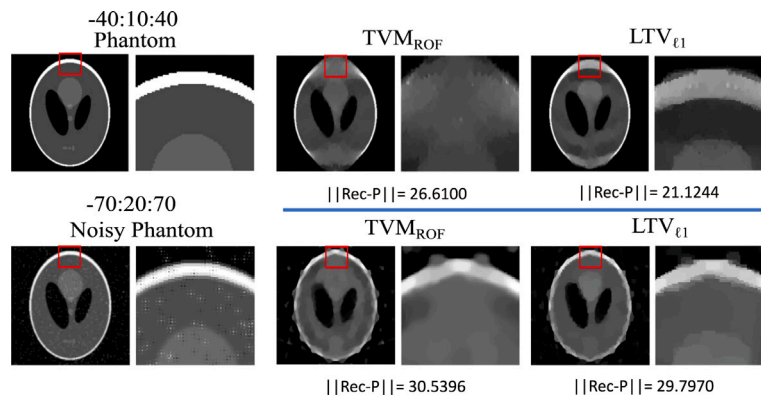 -40:10:40
Phantom
TVM_ROF
LTV_ℓ1
||Rec-P||= 26.6100
||Rec-P||= 21.1244
-70:20:70
Noisy Phantom
TVM_ROF
LTV_ℓ1
||Rec-P||= 30.5396
||Rec-P||= 29.7970